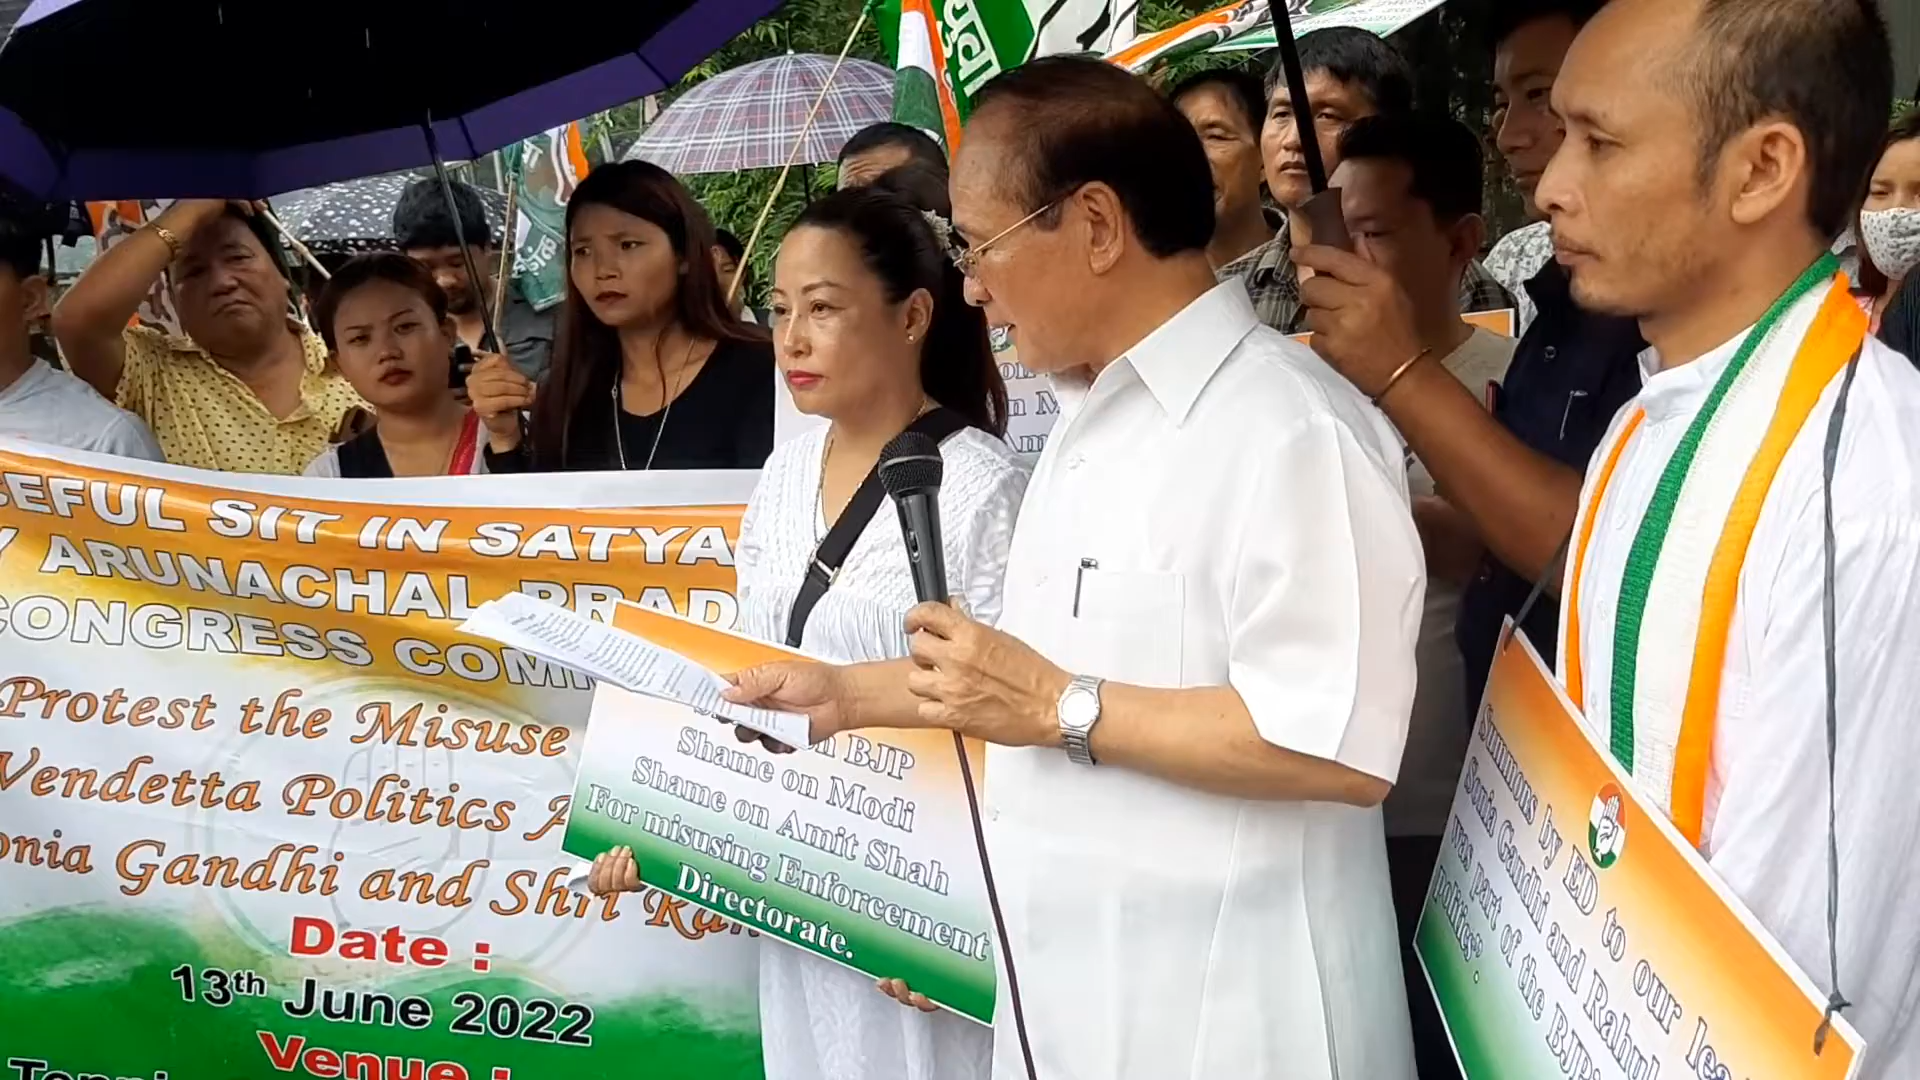 युवा
SIT IN SATYA
ARUNACHAL PRAD
CONGRESS COM
Protest the Misuse
Vendetta Politics
Gandhi and Shri
Date :
13th June 2022
Venue :
BJP
Shame on Modi
Shame on Amit Shah
For misusing Enforcement
Directorate.
Summons by ED to our lea
Sonia Gandhi and Rahul
was part of the BJP
politics".